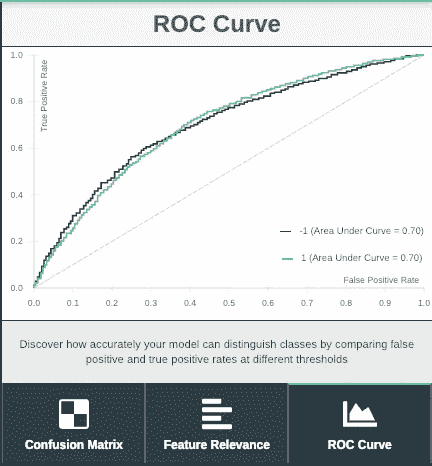 ROC Curve
1.0
True Positive Rate
0.8
0.6
0.4
0.2
0.0
-1 (Area Under Curve = 0.70)
1 (Area Under Curve = 0.70)
False Positive Rate
0.0 0.1 0.2 0.3 0.4 0.5 0.6 0.7 0.8 0.9 1.0
Discover how accurately your model can distinguish classes by comparing false
positive and true positive rates at different thresholds
Confusion Matrix
Feature Relevance
ROC Curve